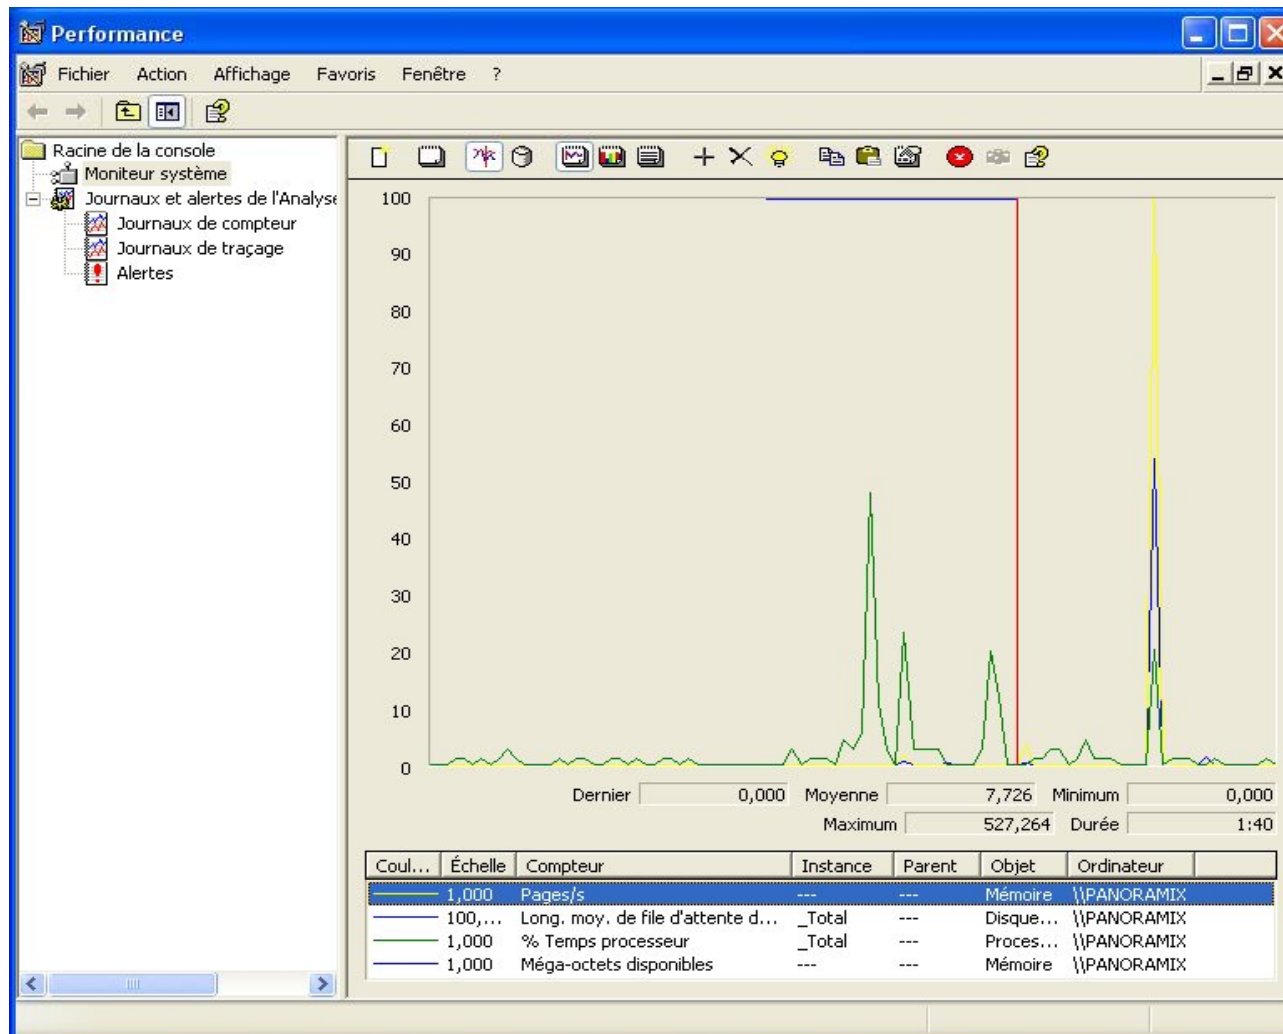 Performance
Fichier Action Affichage Favoris Fenêtre ?
Racine de la console
Moniteur système
Journaux et alertes de l'Analyse
Journaux de compteur
Journaux de traçage
Alertes
100
90
80
70
60
50
40
30
20
10
0
Dernier 0,000 Moyenne 7,726 Minimum 0,000
Maximum 527,264 Durée 1:40
Coul... Échelle Compteur Instance Parent Objet Ordinateur
1,000 Pages/s --- --- Mémoire \\PANORAMIX
100,... Long. moy. de file d'attente d... _Total --- Disque... \\PANORAMIX
1,000 % Temps processeur _Total --- Proces... \\PANORAMIX
1,000 Méga-octets disponibles --- --- Mémoire \\PANORAMIX